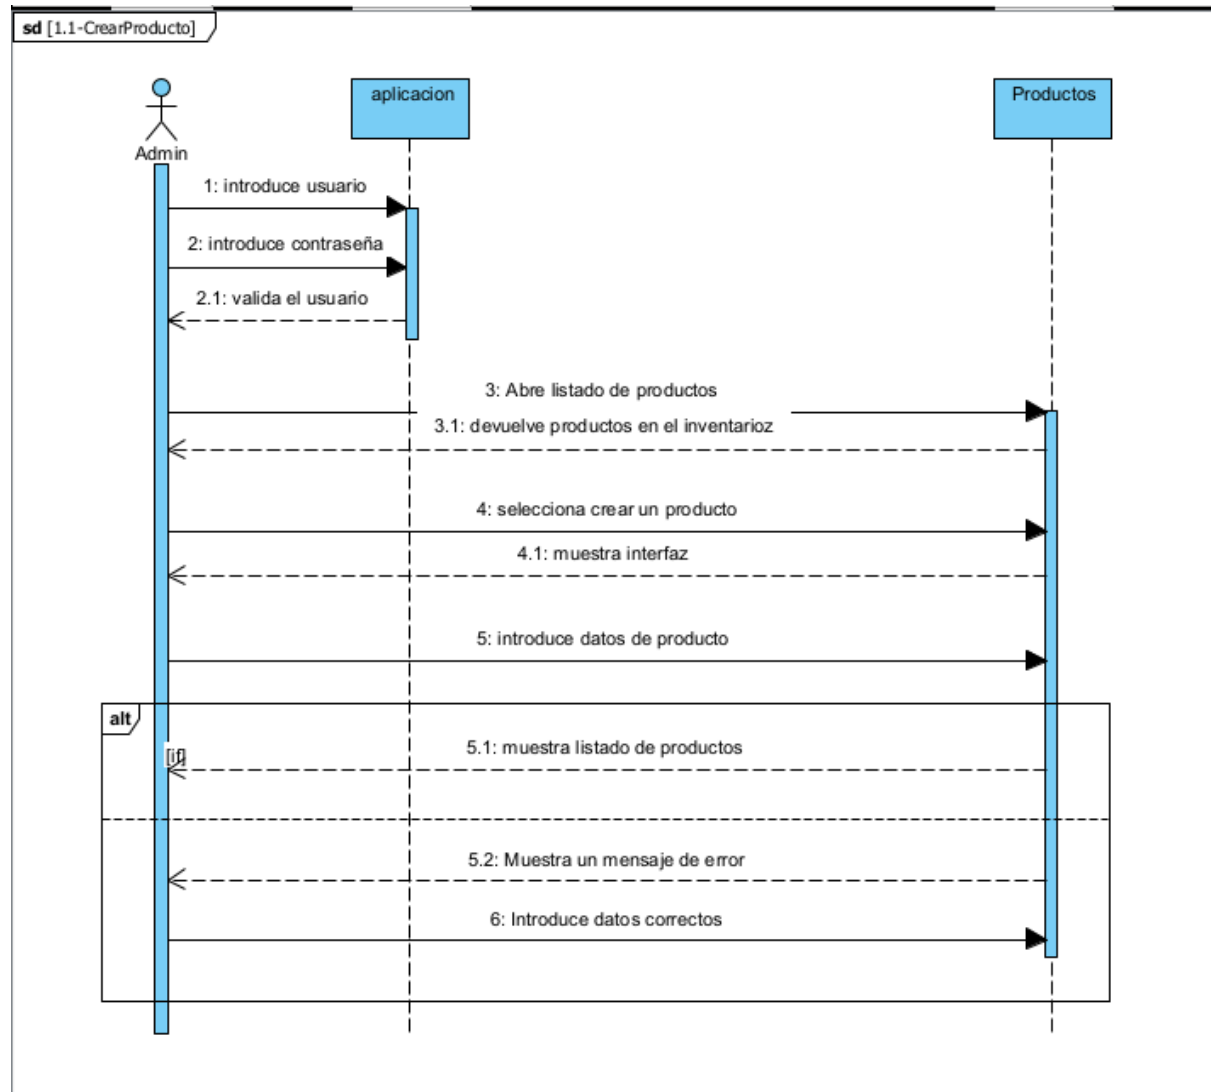 sd [1.1-CrearProducto]
aplicacion
Productos
Admin
1: introduce usuario
2: introduce contraseña
2.1: valida el usuario
3: Abre listado de productos
3.1: devuelve productos en el inventarioz
4: selecciona crear un producto
4.1: muestra interfaz
5: introduce datos de producto
alt
5.1: muestra listado de productos
[if]
5.2: Muestra un mensaje de error
6: Introduce datos correctos